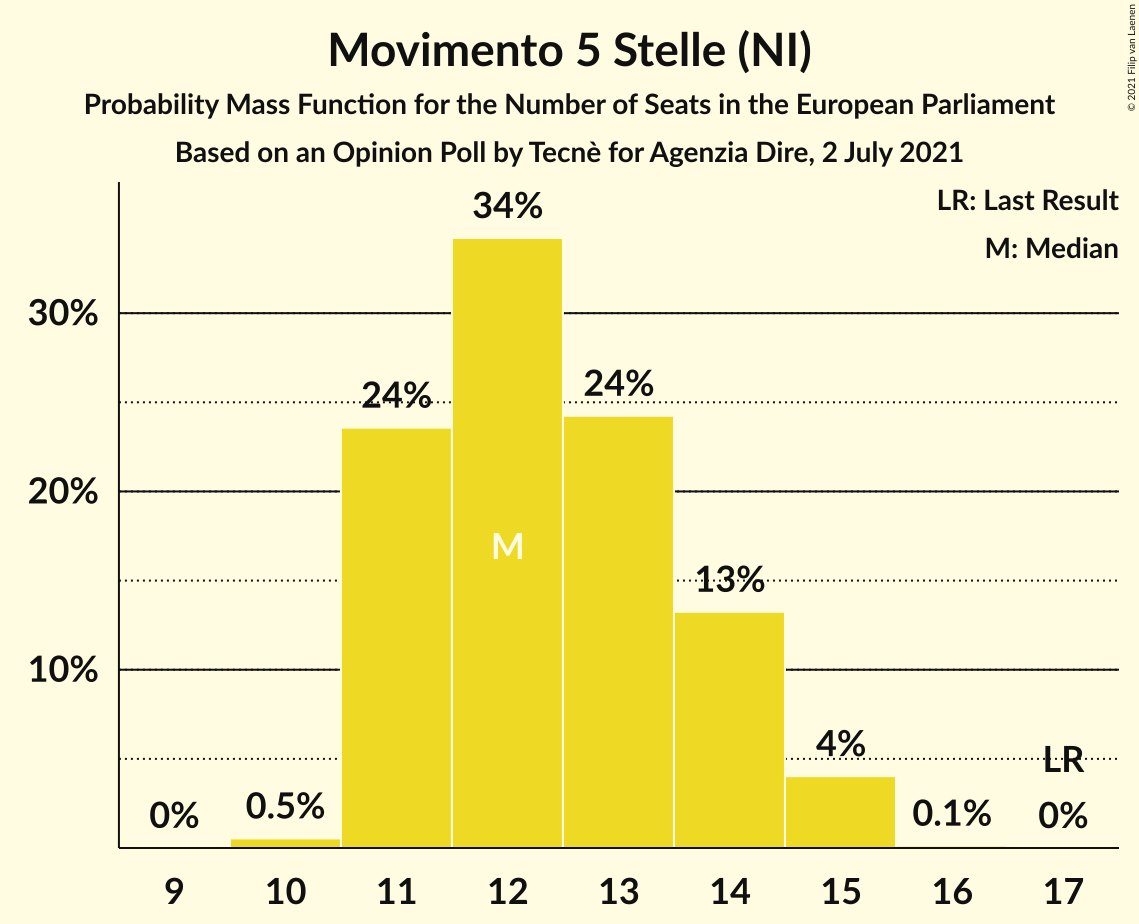 Movimento 5 Stelle (NI)
Probability Mass Function for the Number of Seats in the European Parliament
Based on an Opinion Poll by Tecnè for Agenzia Dire, 2 July 2021
© 2021 Filip van Laenen
LR: Last Result
M: Median
34%
30%
24%
24%
20%
M
13%
10%
4%
LR
0%
0.5%
0.1%
0%
9 10 11 12 13 14 15 16 17